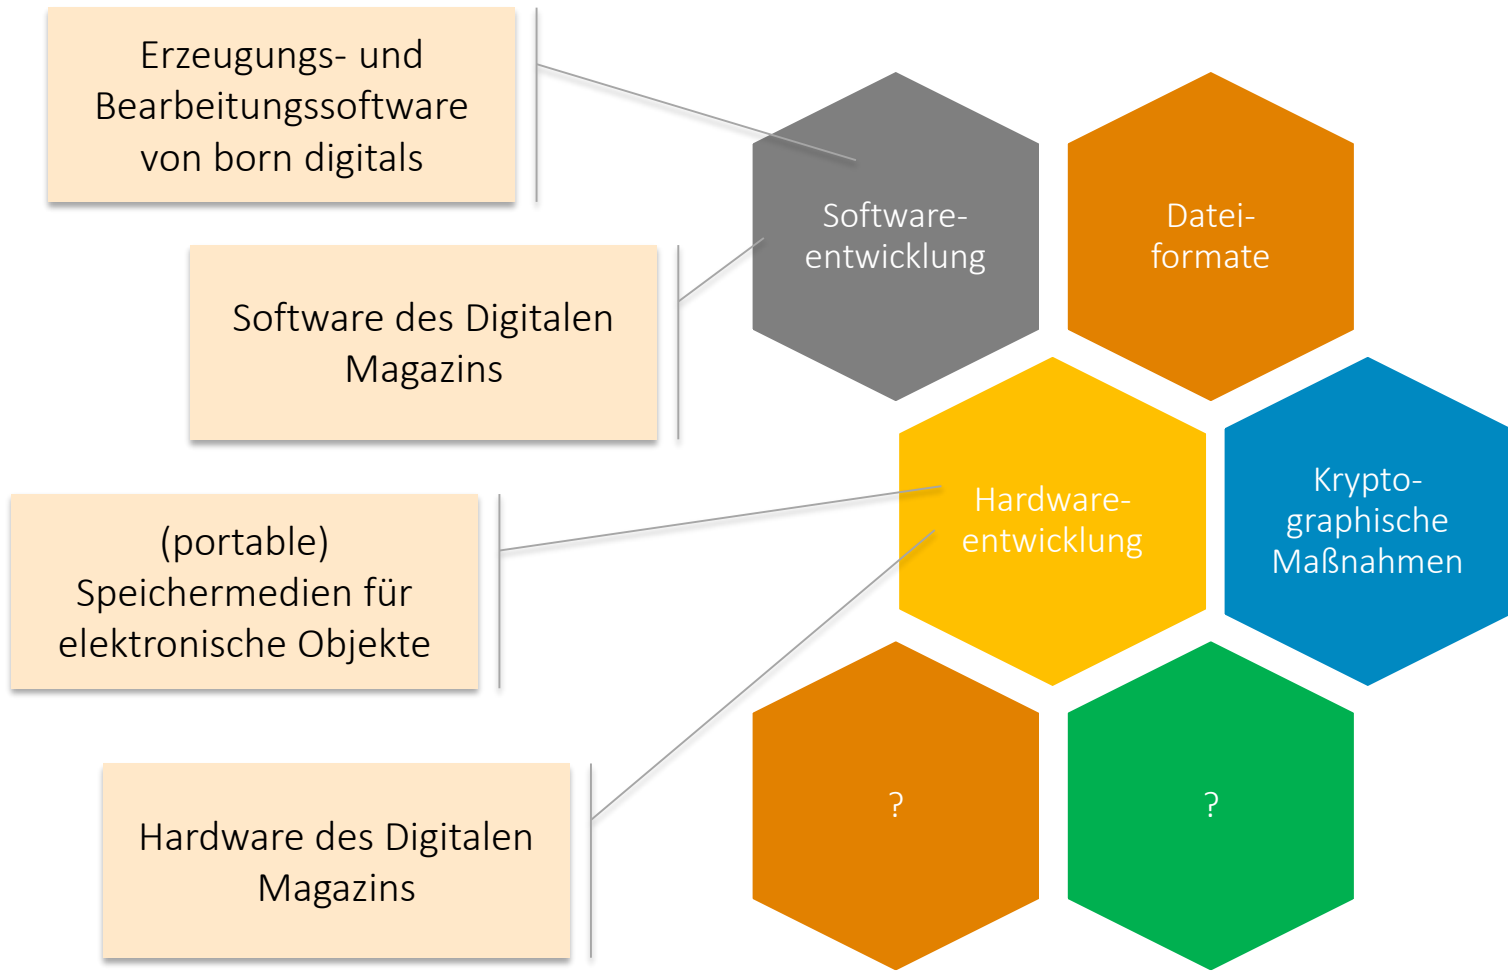 Erzeugungs- und
Bearbeitungssoftware
von born digitals
Software des Digitalen
Magazins
(portable)
Speichermedien für
elektronische Objekte
Hardware des Digitalen
Magazins
Software-
entwicklung
Datei-
formate
Hardware-
entwicklung
Krypto-
graphische
Maßnahmen
?
?